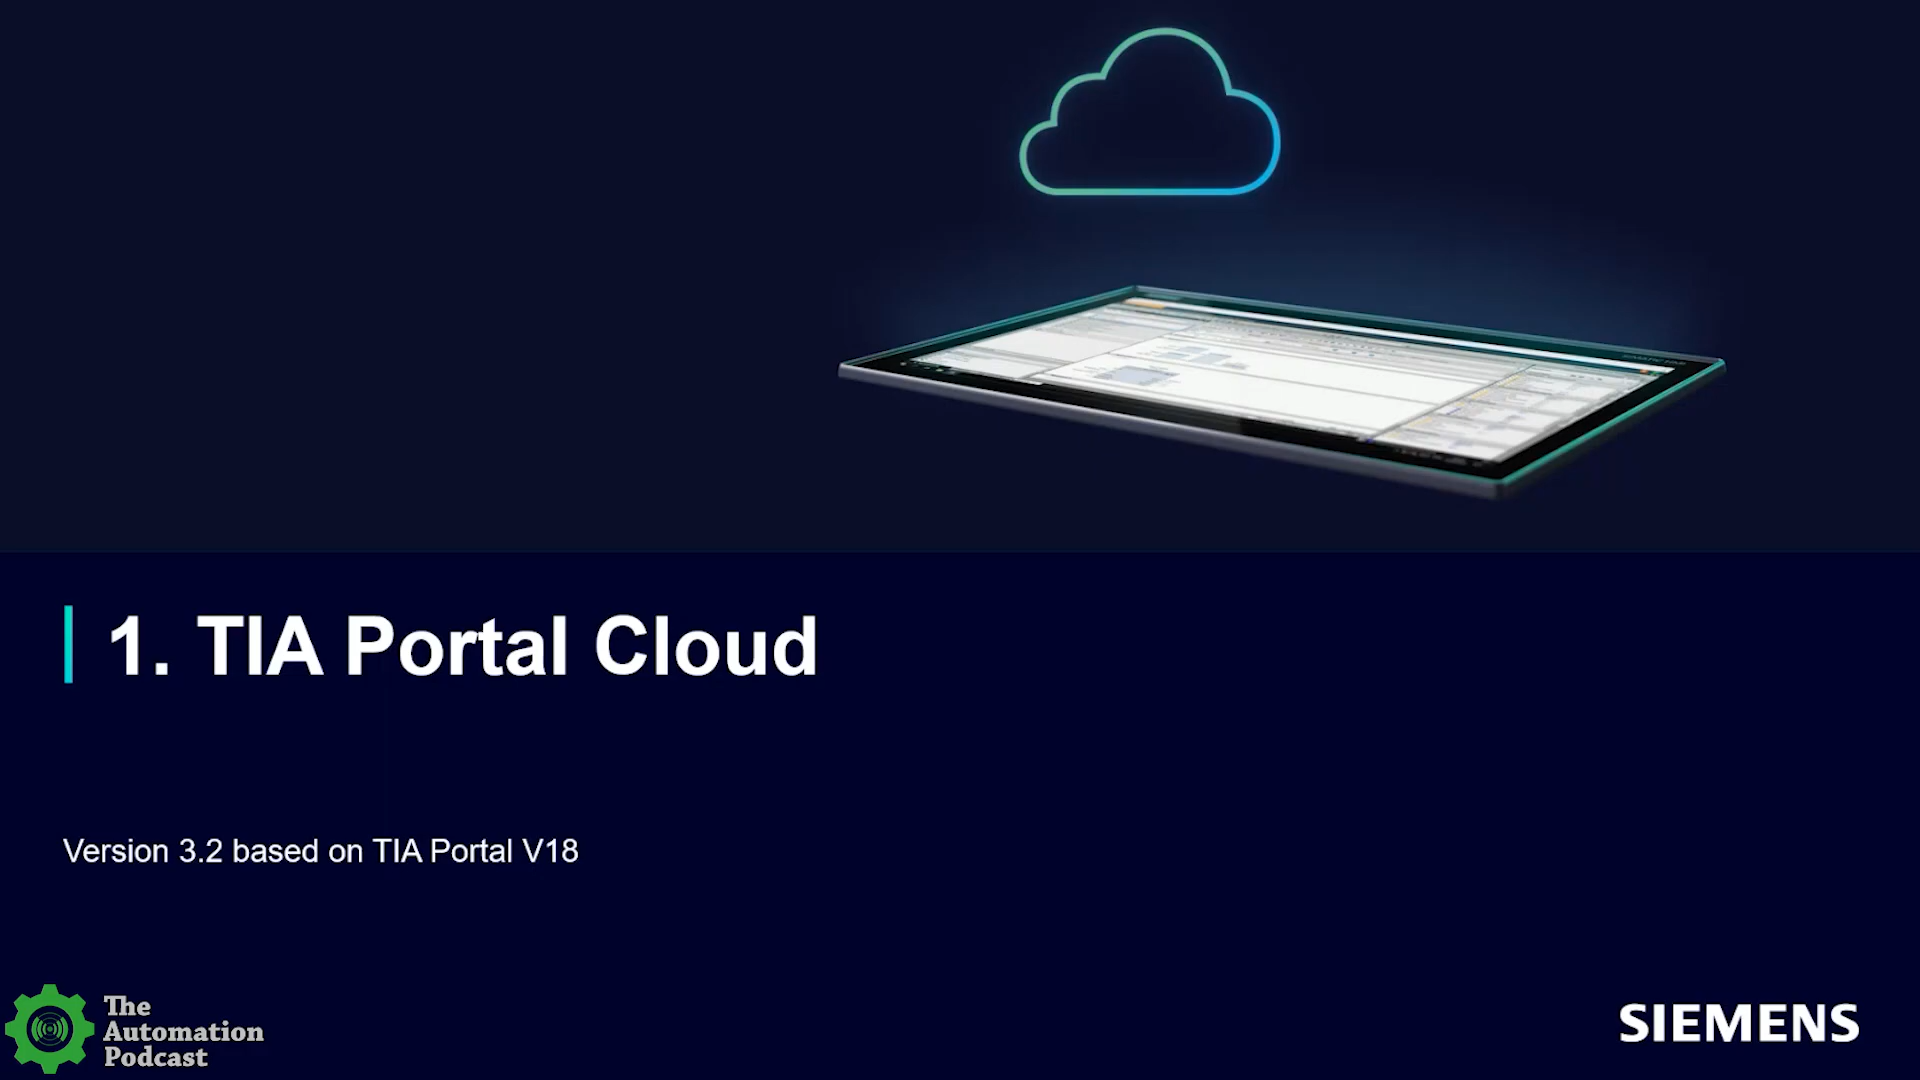 1. TIA Portal Cloud
Version 3.2 based on TIA Portal V18
The
Automation
Podcast
SIEMENS